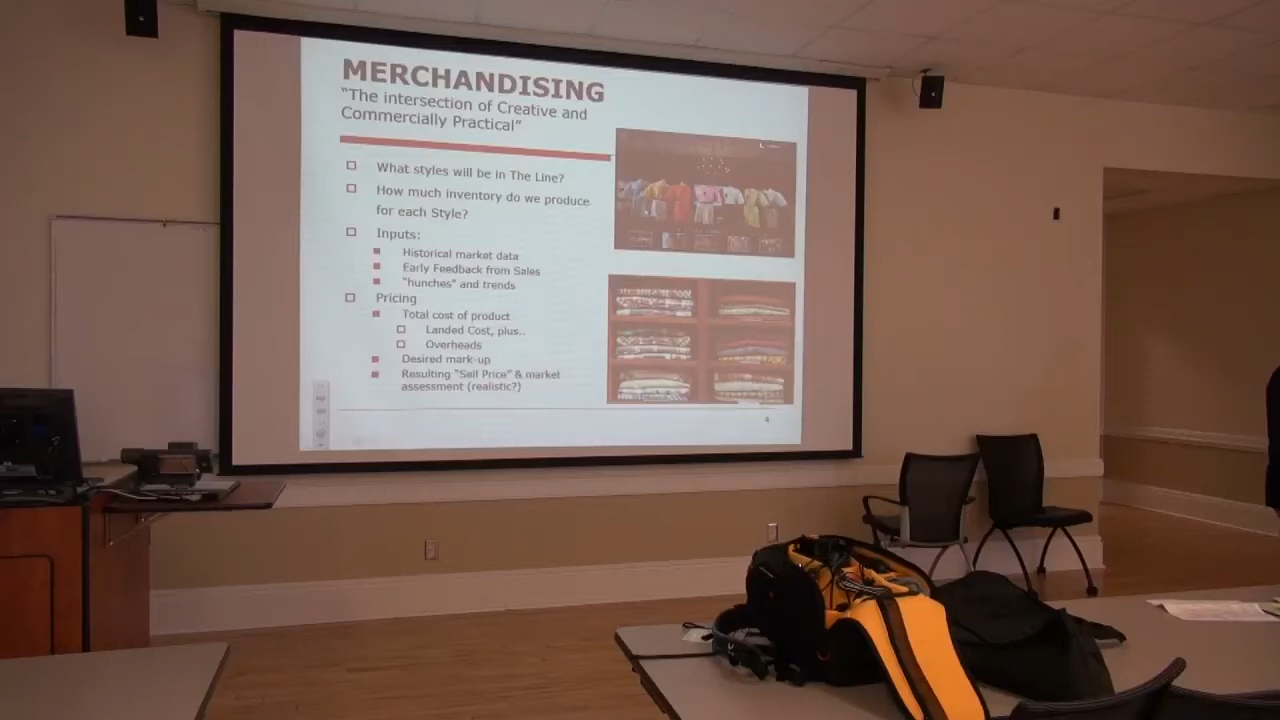 MERCHANDISING
“The intersection of Creative and
Commercially Practical”
What styles will be in The Line?
How much inventory do we produce
for each Style?
Inputs:
Historical market data
Early Feedback from Sales
“hunches” and trends
Pricing
Total cost of product
Landed Cost, plus..
Overheads
Desired mark-up
Resulting “Sell Price” & market
assessment (realistic?)
4